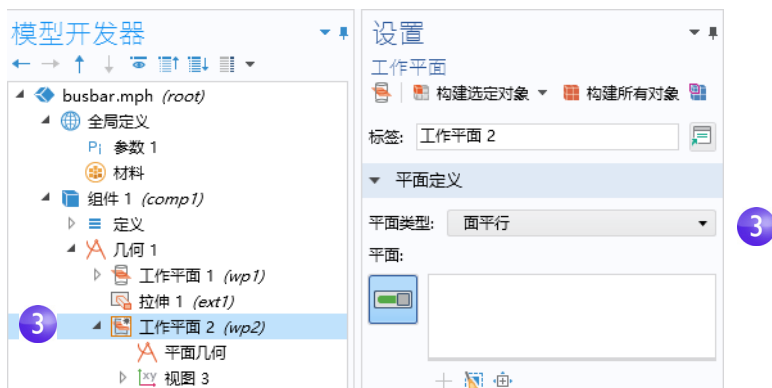 模型开发器
busbar.mph (root)
全局定义
Pi 参数 1
材料
组件 1 (comp1)
定义
几何 1
工作平面 1 (wp1)
拉伸 1 (ext1)
3
工作平面 2 (wp2)
平面几何
xy 视图 3
设置
工作平面
构建选定对象 构建所有对象
标签: 工作平面 2
平面定义
平面类型: 面平行
3
平面: